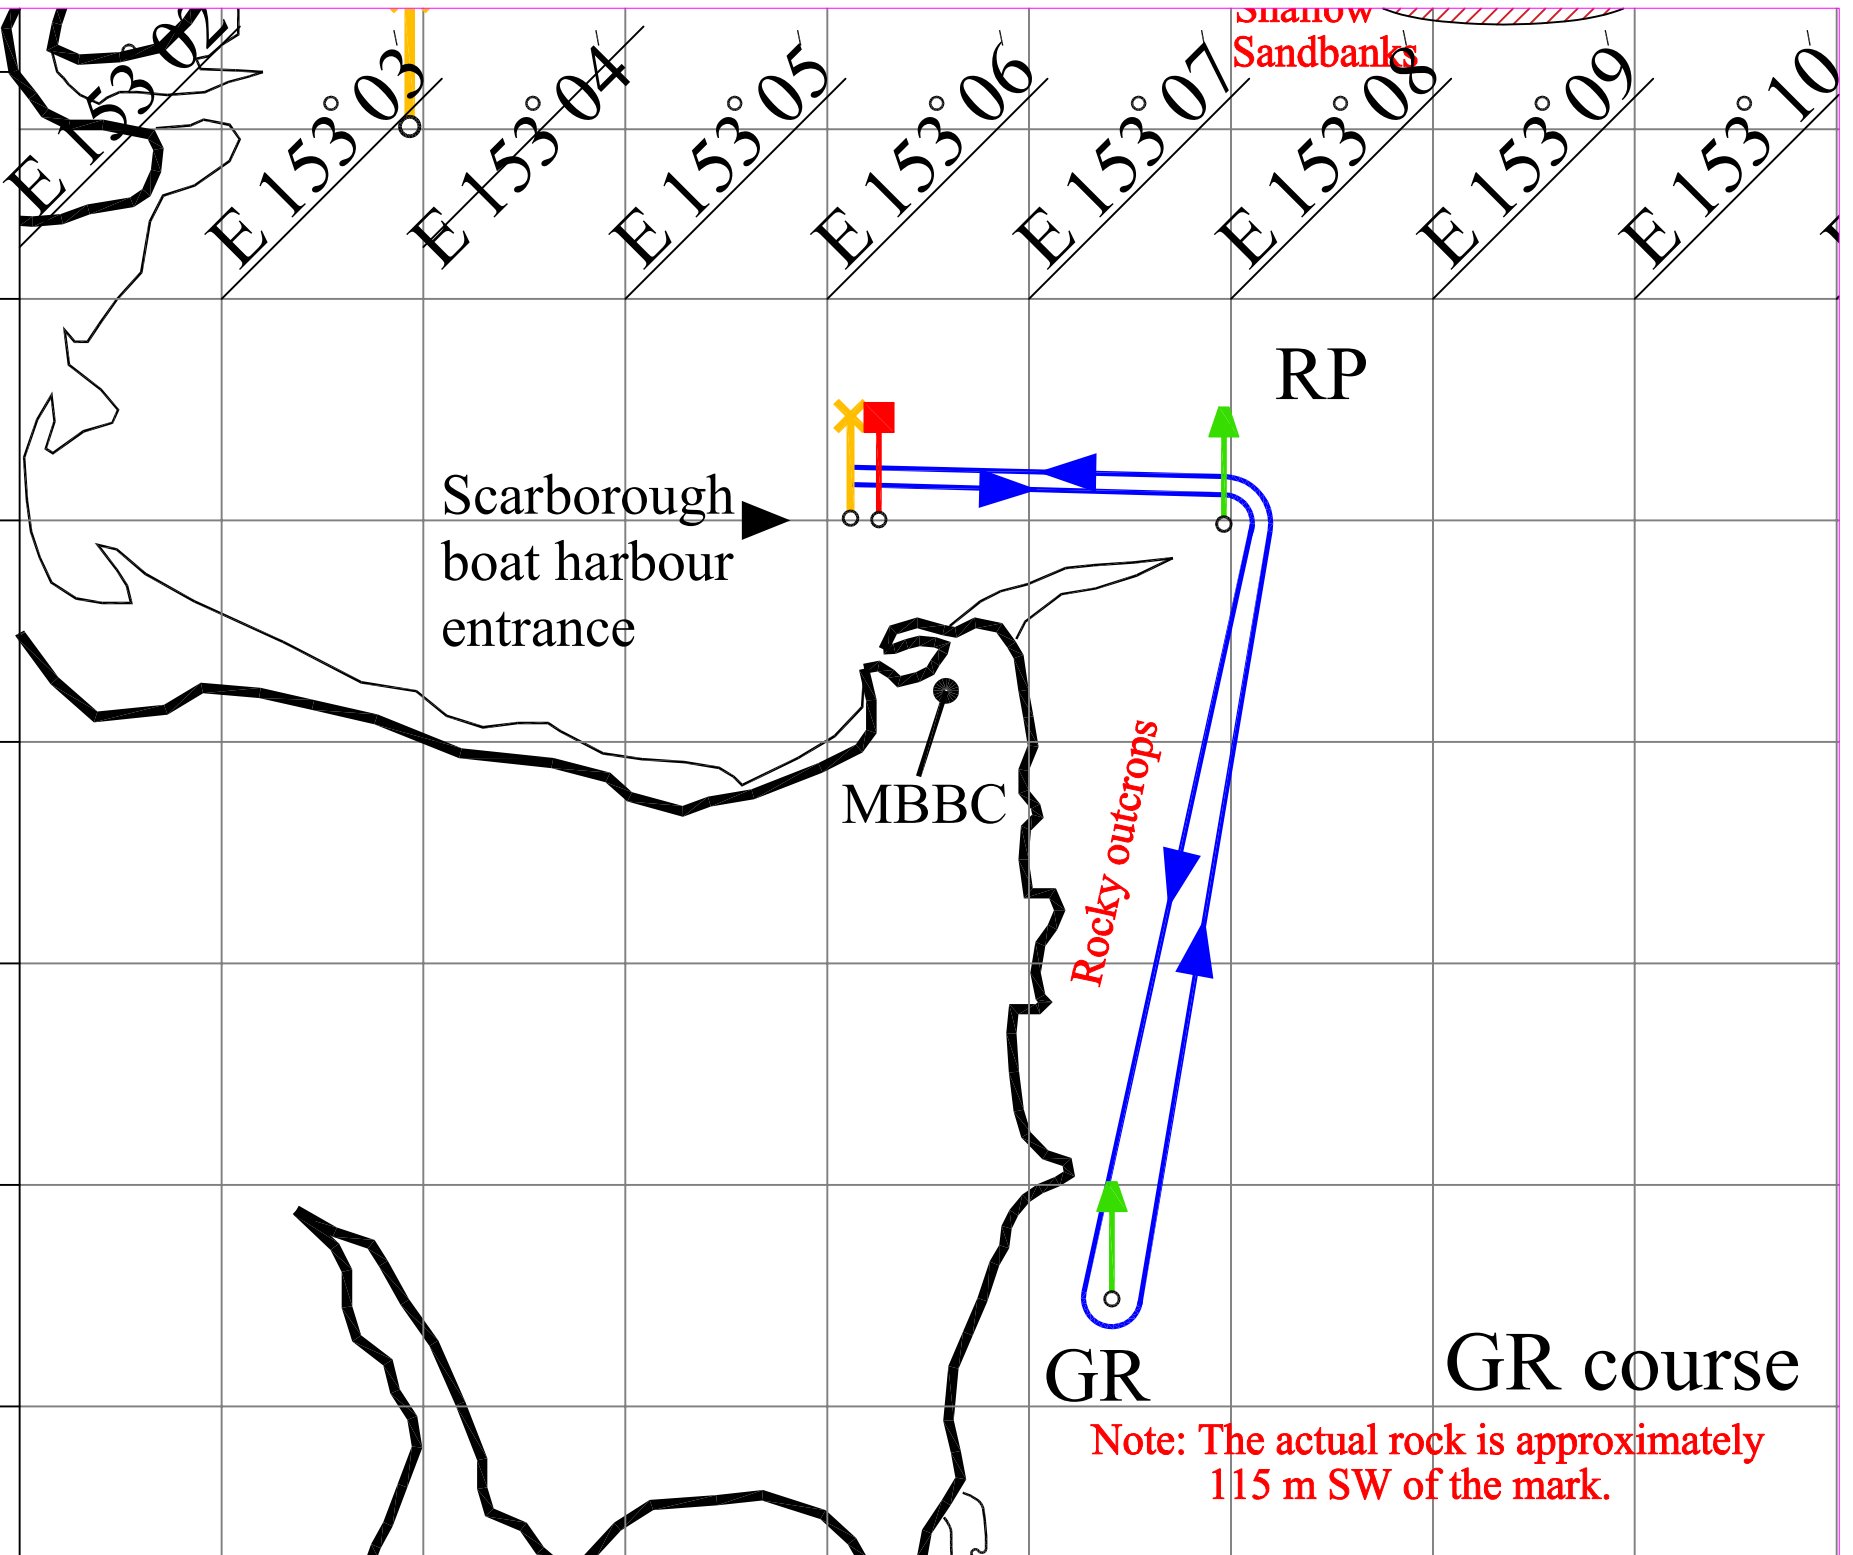 Shallow
Sandbanks
E 153 02
E 153° 03
E 153° 04
E 153° 05
E 153° 06
E 153° 07
E 153° 08
E 153° 09
E 153° 10
RP
Scarborough
boat harbour
entrance
MBBC
Rocky outcrops
GR
GR course
Note: The actual rock is approximately
115 m SW of the mark.